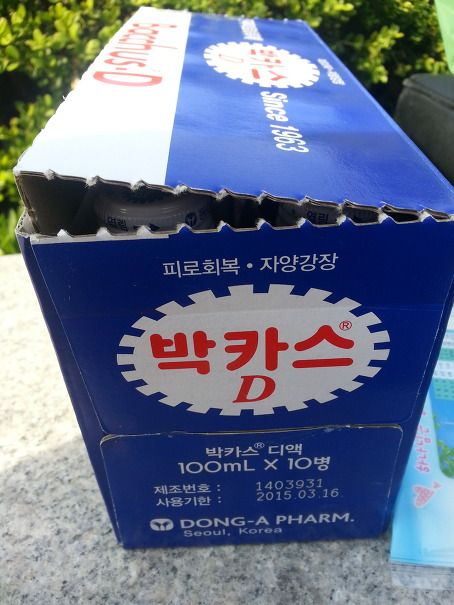 Bacchus·D
박카스
D
since 1963
피로회복 · 자양강장
박카스®
D
박카스® 디액
100mL X 10병
제조번호 : 1403931
사용기한 : 2015.03.16
DONG-A PHARM.
Seoul, Korea